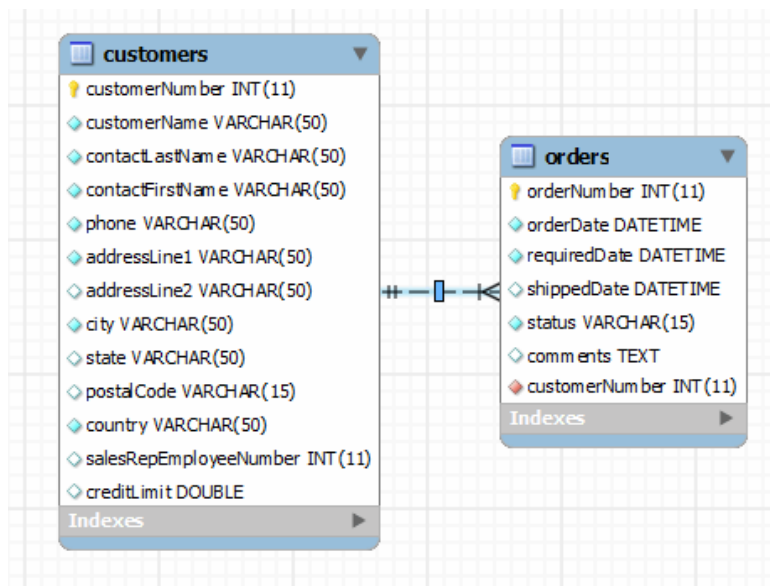 customers
customerNumber INT(11)
customerName VARCHAR(50)
contactLastName VARCHAR(50)
contactFirstName VARCHAR(50)
phone VARCHAR(50)
addressLine1 VARCHAR(50)
addressLine2 VARCHAR(50)
city VARCHAR(50)
state VARCHAR(50)
postalCode VARCHAR(15)
country VARCHAR(50)
salesRepEmployeeNumber INT(11)
creditLimit DOUBLE
Indexes
orders
orderNumber INT(11)
orderDate DATETIME
requiredDate DATETIME
shippedDate DATETIME
status VARCHAR(15)
comments TEXT
customerNumber INT(11)
Indexes